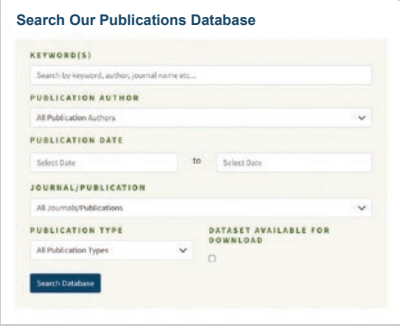 Search Our Publications Database
KEYWORD(S)
Search by keyword, author, journal name etc...
PUBLICATION AUTHOR
All Publication Authors
PUBLICATION DATE
Select Date to Select Date
JOURNAL/PUBLICATION
All Journals/Publications
PUBLICATION TYPE
All Publication Types
DATASET AVAILABLE FOR
DOWNLOAD
Search Database